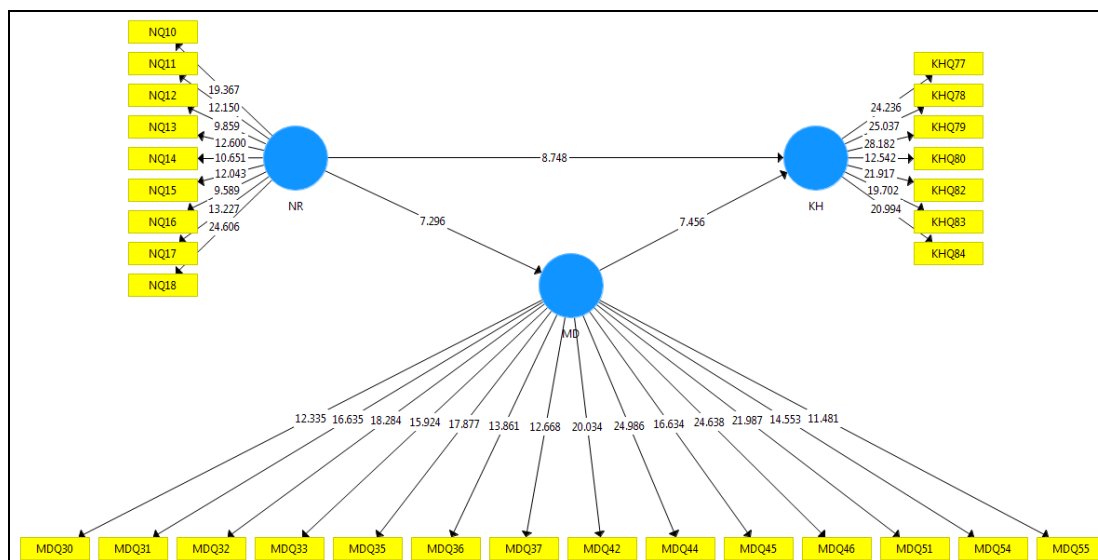 NQ10
NQ11
NQ12
NQ13
NQ14
NQ15
NQ16
NQ17
NQ18
19.367
12.150
9.859
12.600
10.651
12.043
9.589
13.227
24.606
NR
8.748
7.296
7.456
KH
24.236
25.037
28.182
12.542
21.917
19.702
20.994
KHQ77
KHQ78
KHQ79
KHQ80
KHQ82
KHQ83
KHQ84
MD
12.335
16.635
18.284
15.924
17.877
13.861
12.668
20.034
24.986
16.634
24.638
21.987
14.553
11.481
MDQ30
MDQ31
MDQ32
MDQ33
MDQ35
MDQ36
MDQ37
MDQ42
MDQ44
MDQ45
MDQ46
MDQ51
MDQ54
MDQ55